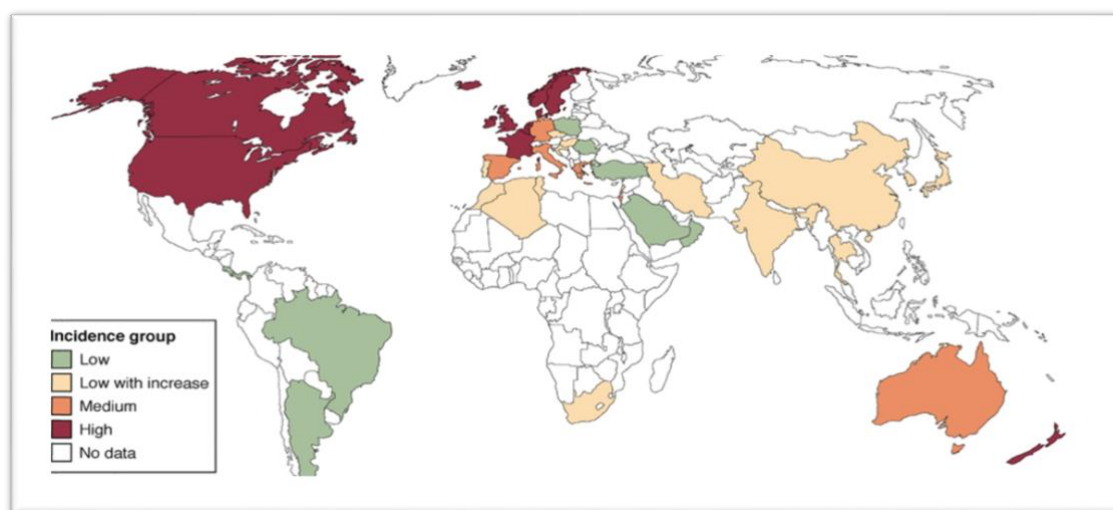 Incidence group
Low
Low with increase
Medium
High
No data